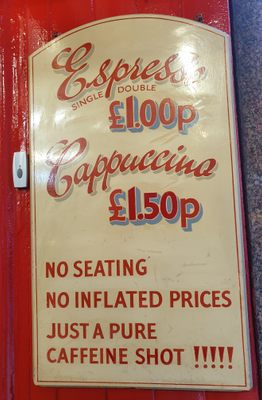 Espresso
SINGLE DOUBLE
£1.00p
Cappuccino
£1.50p
NO SEATING
NO INFLATED PRICES
JUST A PURE
CAFFEINE SHOT !!!!!